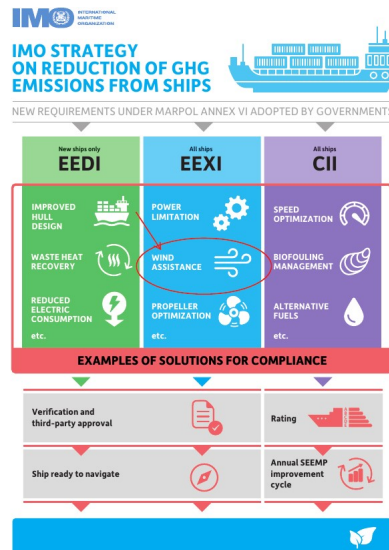 IMO
INTERNATIONAL
MARITIME
ORGANIZATION
IMO STRATEGY
ON REDUCTION OF GHG
EMISSIONS FROM SHIPS
NEW REQUIREMENTS UNDER MARPOL ANNEX VI ADOPTED BY GOVERNMENTS
New ships only
EEDI
All ships
EEXI
All ships
CII
IMPROVED
HULL
DESIGN
POWER
LIMITATION
SPEED
OPTIMIZATION
WASTE HEAT
RECOVERY
WIND
ASSISTANCE
BIOFOULING
MANAGEMENT
REDUCED
ELECTRIC
CONSUMPTION
PROPELLER
OPTIMIZATION
ALTERNATIVE
FUELS
etc.
etc.
etc.
EXAMPLES OF SOLUTIONS FOR COMPLIANCE
Verification and
third-party approval
Rating
Ship ready to navigate
Annual SEEMP
improvement
cycle